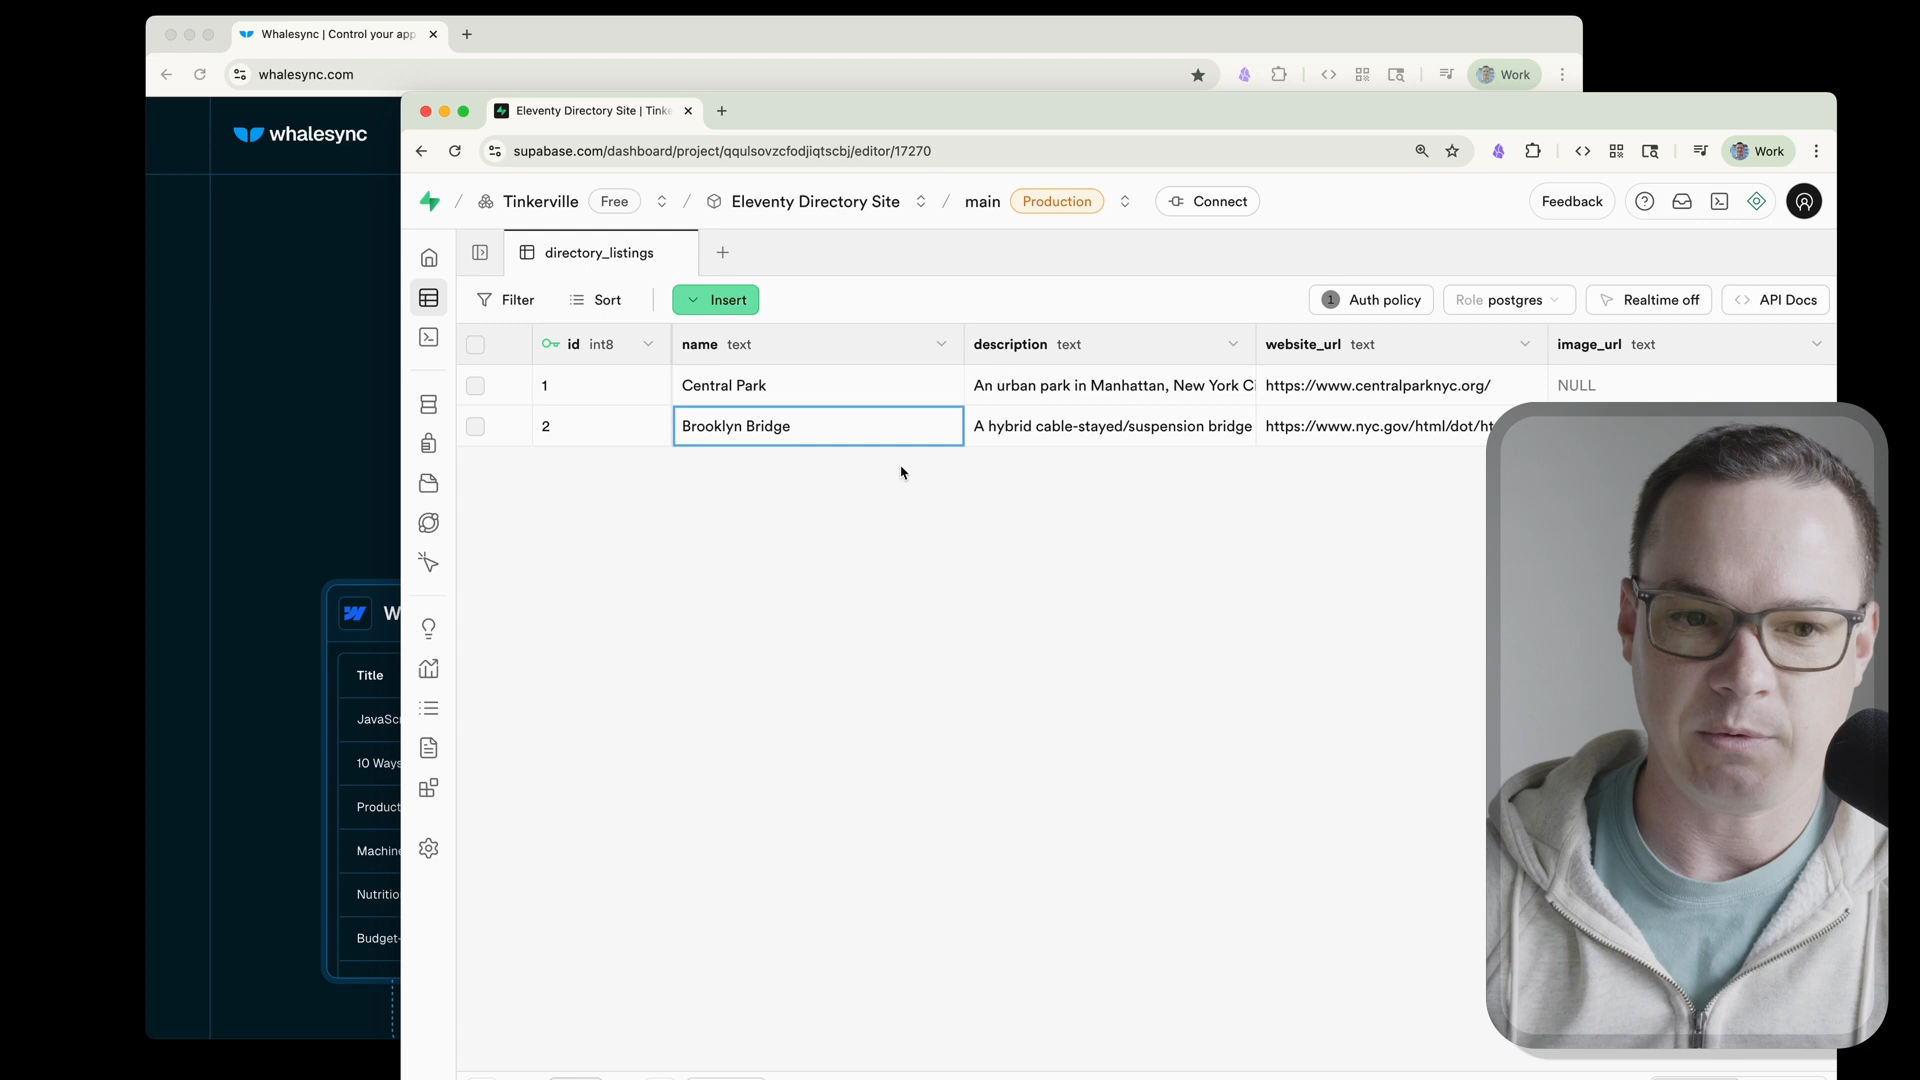 Whalesync | Control your app
whalesync.com
Work
whalesync
Eleventy Directory Site | Tinke
supabase.com/dashboard/project/qqulsovzcfodjiqtscbj/editor/17270
Work
/ Tinkerville Free / Eleventy Directory Site / main Production Connect
Feedback
directory_listings
Filter Sort Insert
1 Auth policy Role postgres Realtime off API Docs
id int8 name text description text website_url text image_url text
1 Central Park An urban park in Manhattan, New York Ci https://www.centralparknyc.org/ NULL
2 Brooklyn Bridge A hybrid cable-stayed/suspension bridge https://www.nyc.gov/html/dot/ht
W
Title
JavaSc
10 Ways
Product
Machine
Nutritio
Budget-